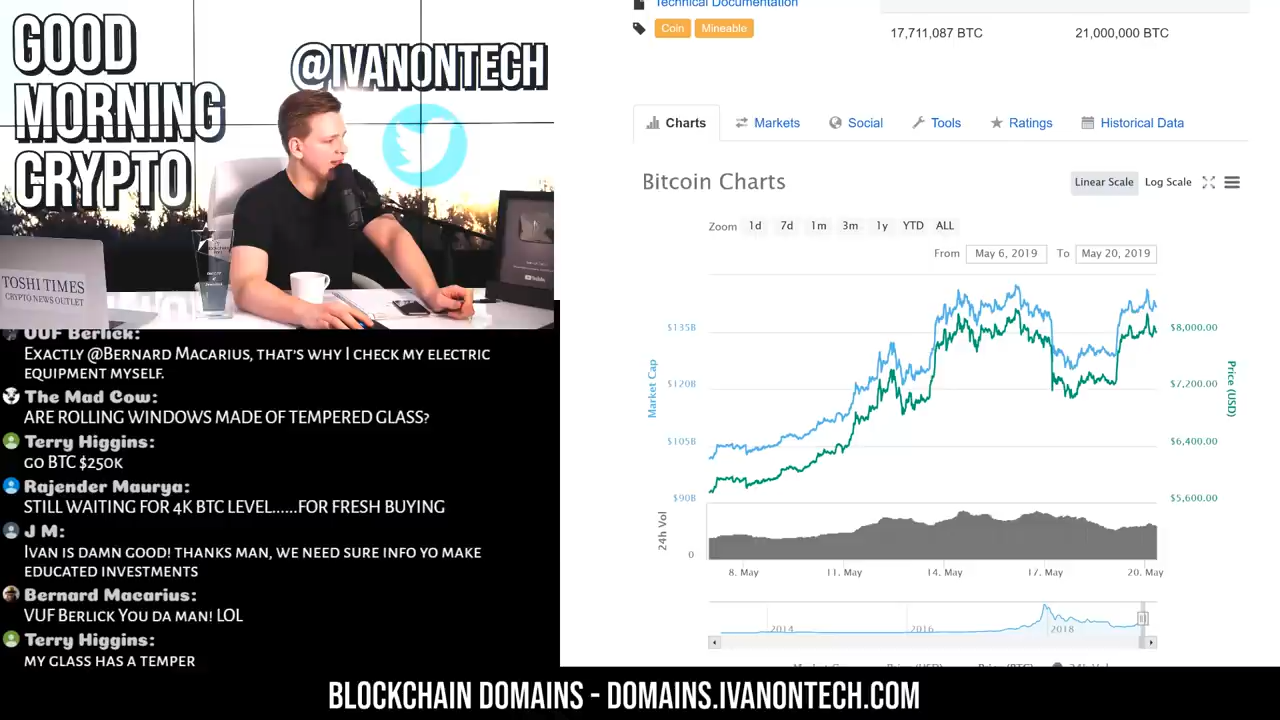 GOOD
MORNING
CRYPTO
@IVANONTECH
TOSHI TIMES
CRYPTO NEWS OUTLET
YouTube
VUF Berlick:
EXACTLY @BERNARD MACARIUS, THAT'S WHY I CHECK MY ELECTRIC
EQUIPMENT MYSELF.
The Mad Cow:
ARE ROLLING WINDOWS MADE OF TEMPERED GLASS?
Terry Higgins:
GO BTC $250K
Rajender Maurya:
STILL WAITING FOR 4K BTC LEVEL......FOR FRESH BUYING
J M:
IVAN IS DAMN GOOD! THANKS MAN, WE NEED SURE INFO YO MAKE
EDUCATED INVESTMENTS
Bernard Macarius:
VUF BERLICK YOU DA MAN! LOL
Terry Higgins:
MY GLASS HAS A TEMPER
Technical Documentation
Coin Mineable
17,711,087 BTC 21,000,000 BTC
Charts Markets Social Tools Ratings Historical Data
Bitcoin Charts
Linear Scale Log Scale
Zoom 1d 7d 1m 3m 1y YTD ALL
From May 6, 2019 To May 20, 2019
Market Cap
$135B
$120B
$105B
$90B
Price (USD)
$8,000.00
$7,200.00
$6,400.00
$5,600.00
24h Vol
0
8. May 11. May 14. May 17. May 20. May
2014 2016 2018
BLOCKCHAIN DOMAINS - DOMAINS.IVANONTECH.COM